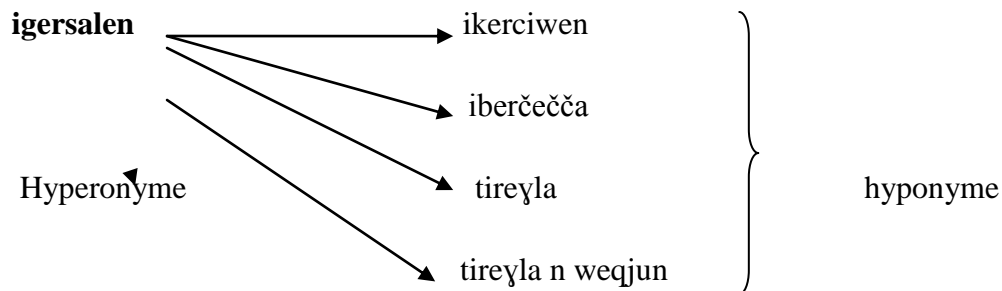 igersalen ikerciwen
iberčečča
Hyperonyme tireɣla hyponyme
tireɣla n weqjun